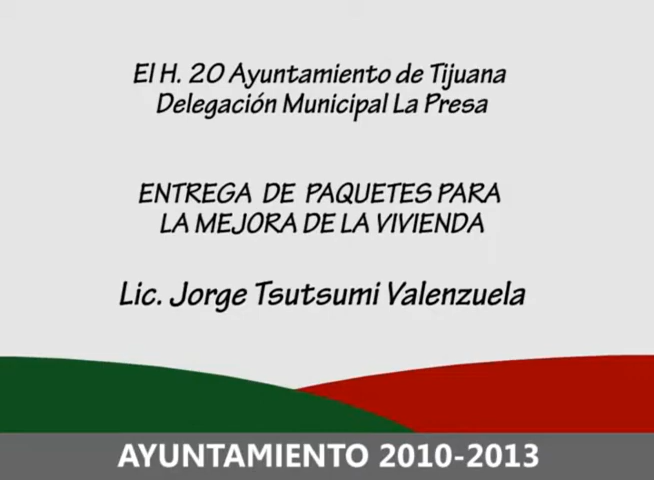 El H. 20 Ayuntamiento de Tijuana
Delegación Municipal La Presa
ENTREGA DE PAQUETES PARA
LA MEJORA DE LA VIVIENDA
Lic. Jorge Tsutsumi Valenzuela
AYUNTAMIENTO 2010-2013